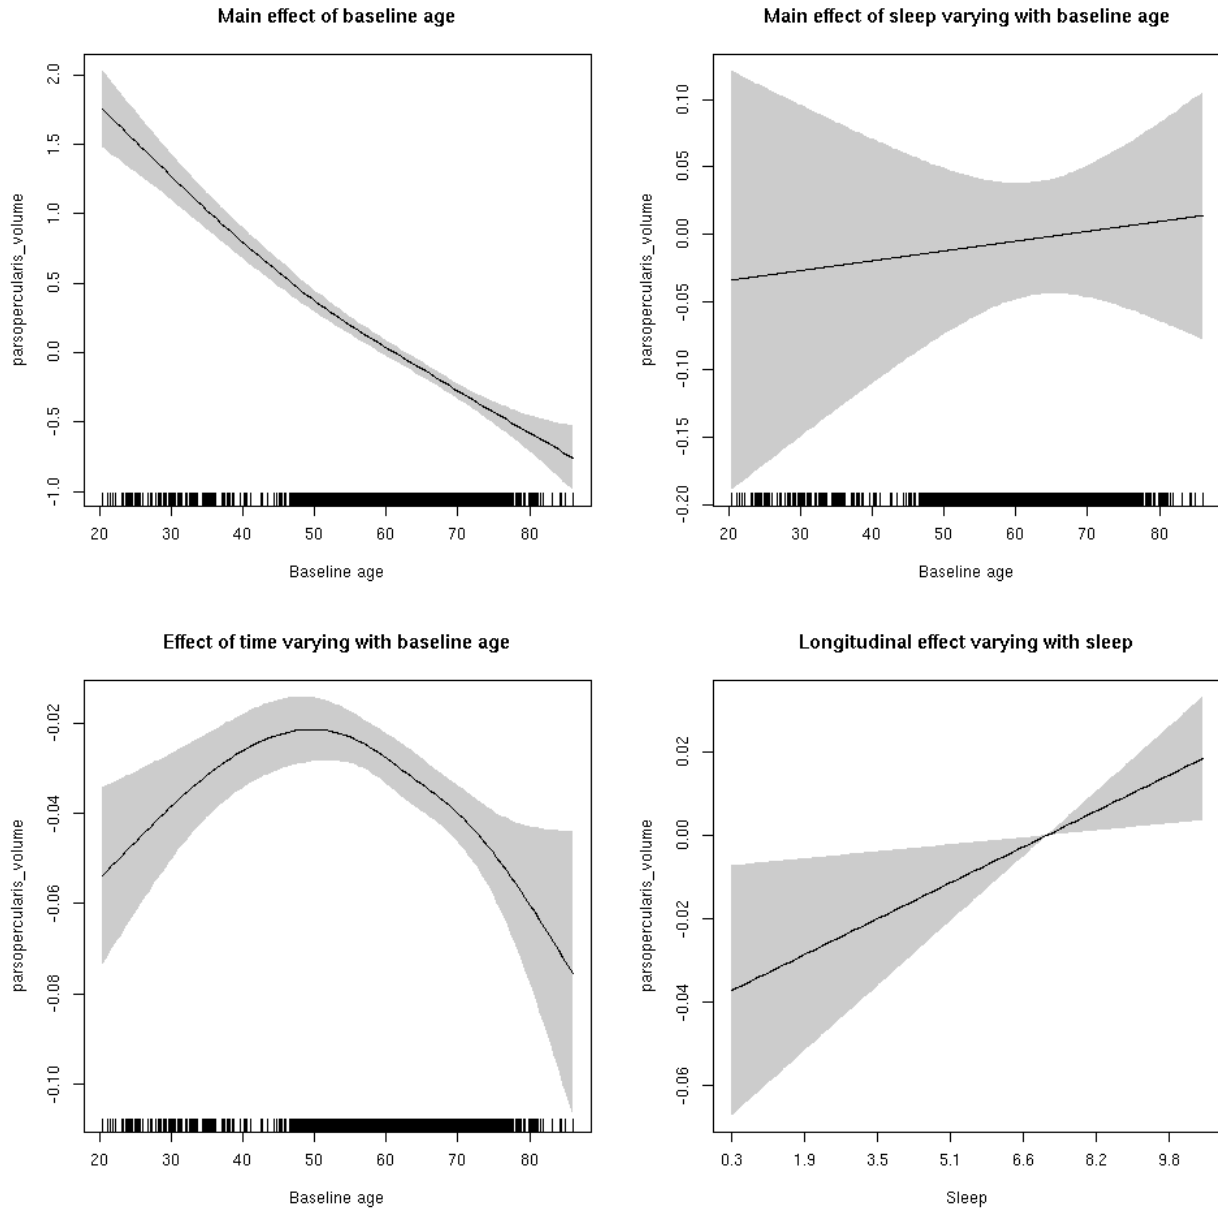 Main effect of baseline age
parsopercularis_volume
2.0
1.5
1.0
0.5
0.0
-0.5
-1.0
20 30 40 50 60 70 80
Baseline age
Main effect of sleep varying with baseline age
parsopercularis_volume
0.10
0.05
0.00
-0.05
-0.10
-0.15
-0.20
20 30 40 50 60 70 80
Baseline age
Effect of time varying with baseline age
parsopercularis_volume
-0.02
-0.04
-0.06
-0.08
-0.10
20 30 40 50 60 70 80
Baseline age
Longitudinal effect varying with sleep
parsopercularis_volume
0.02
0.00
-0.02
-0.04
-0.06
0.3 1.9 3.5 5.1 6.6 8.2 9.8
Sleep